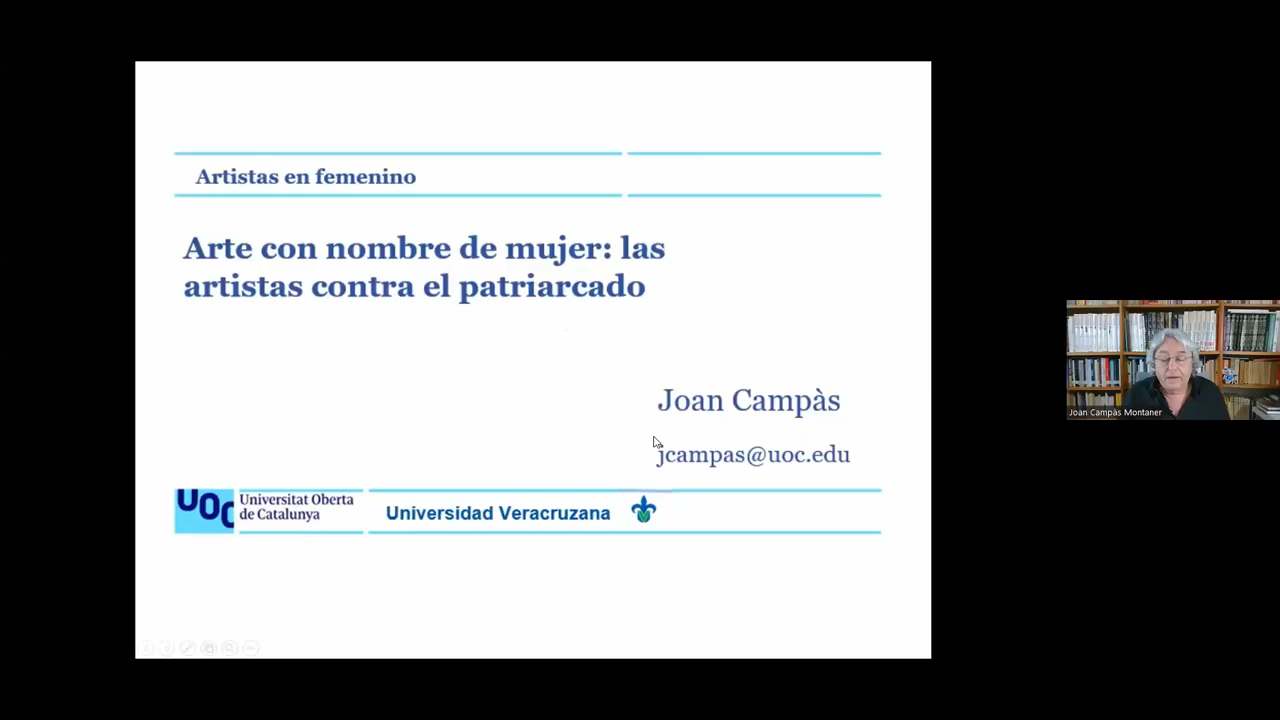 Artistas en femenino
Arte con nombre de mujer: las
artistas contra el patriarcado
Joan Campàs
jcampas@uoc.edu
UOC
Universitat Oberta
de Catalunya
Universidad Veracruzana
Joan Campàs Montaner